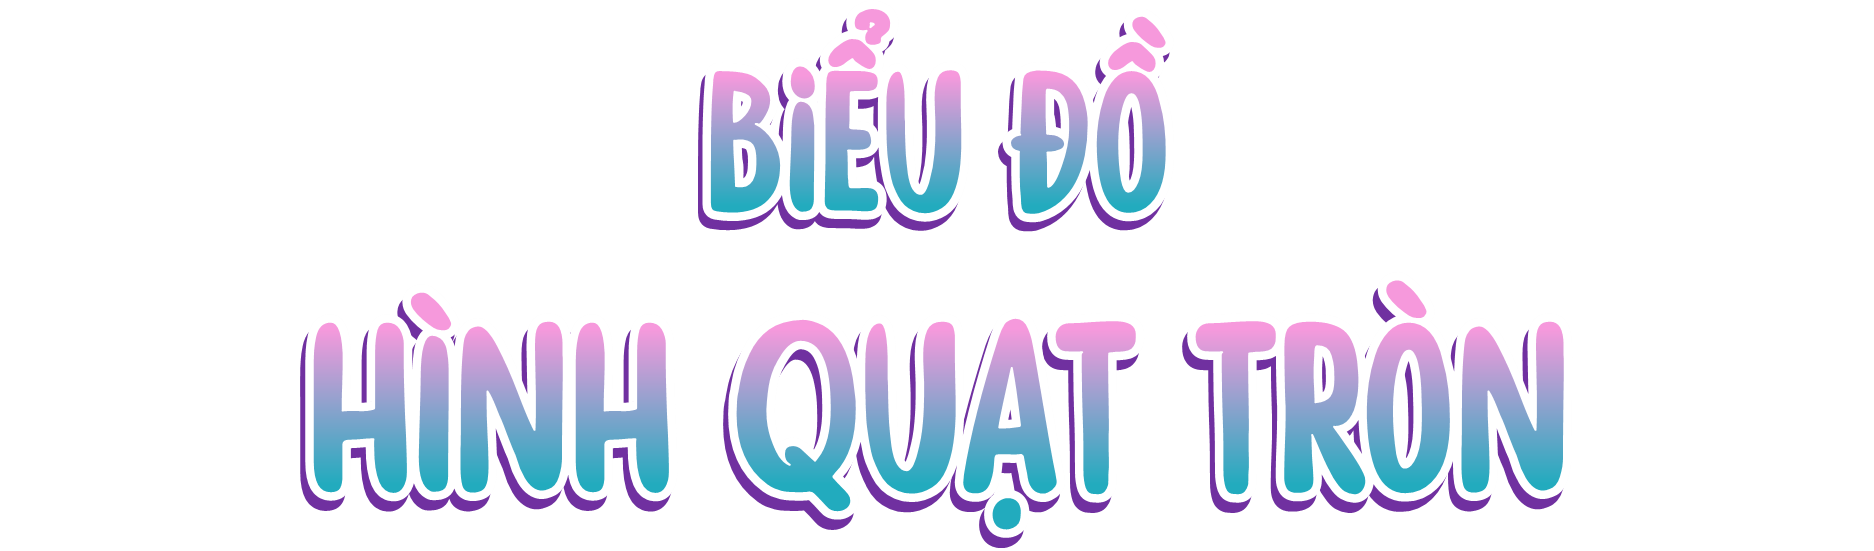 BIỂU ĐỒ
HÌNH QUẠT TRÒN